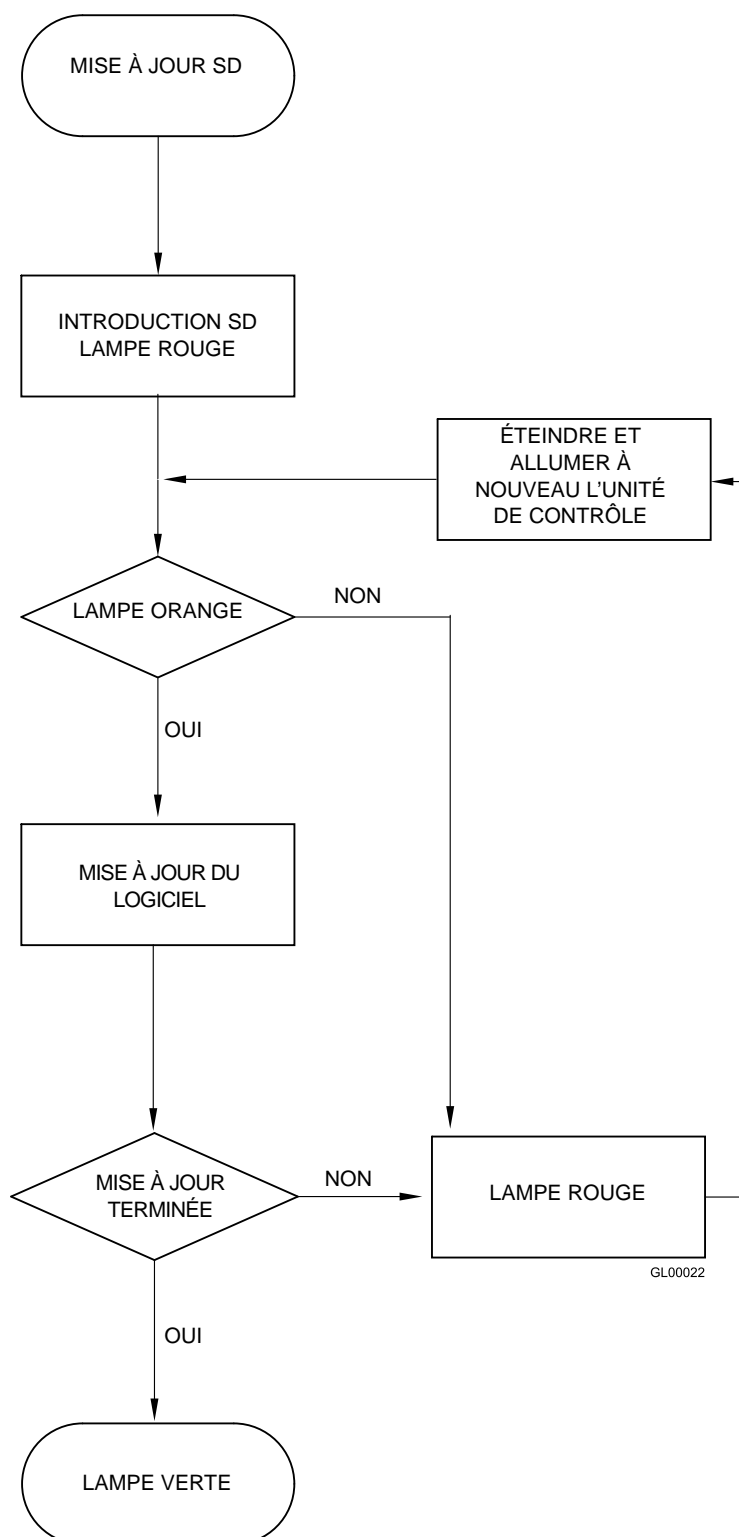 MISE À JOUR SD
INTRODUCTION SD
LAMPE ROUGE
ÉTEINDRE ET
ALLUMER À
NOUVEAU L'UNITÉ
DE CONTRÔLE
LAMPE ORANGE
NON
OUI
MISE À JOUR DU
LOGICIEL
MISE À JOUR
TERMINÉE
NON
LAMPE ROUGE
GL00022
OUI
LAMPE VERTE